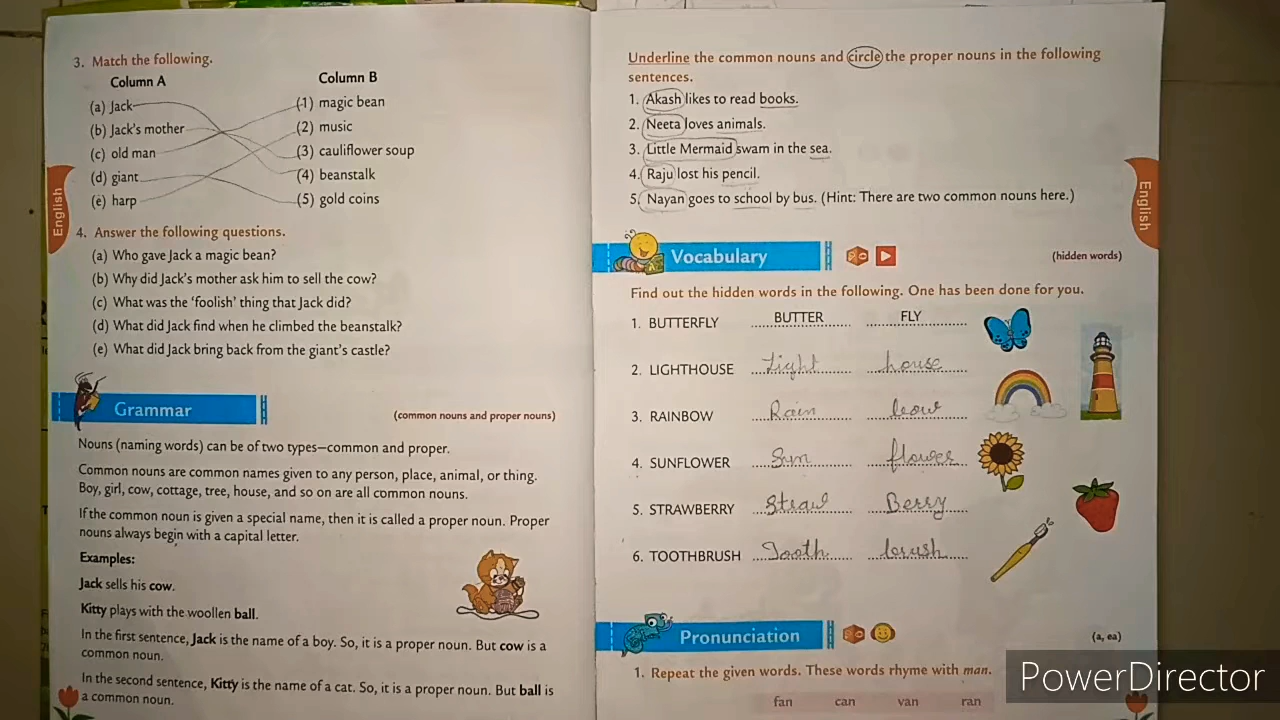 3. Match the following.
Column A Column B
(a) Jack (1) magic bean
(b) Jack's mother (2) music
(c) old man (3) cauliflower soup
(d) giant (4) beanstalk
(e) harp (5) gold coins
English
4. Answer the following questions.
(a) Who gave Jack a magic bean?
(b) Why did Jack's mother ask him to sell the cow?
(c) What was the 'foolish' thing that Jack did?
(d) What did Jack find when he climbed the beanstalk?
(e) What did Jack bring back from the giant's castle?
Grammar (common nouns and proper nouns)
Nouns (naming words) can be of two types—common and proper.
Common nouns are common names given to any person, place, animal, or thing.
Boy, girl, cow, cottage, tree, house, and so on are all common nouns.
If the common noun is given a special name, then it is called a proper noun. Proper
nouns always begin with a capital letter.
Examples:
Jack sells his cow.
Kitty plays with the woollen ball.
In the first sentence, Jack is the name of a boy. So, it is a proper noun. But cow is a
common noun.
In the second sentence, Kitty is the name of a cat. So, it is a proper noun. But ball is
a common noun.
Underline the common nouns and circle the proper nouns in the following
sentences.
1. Akash likes to read books.
2. Neeta loves animals.
3. Little Mermaid swam in the sea.
4. Raju lost his pencil.
5. Nayan goes to school by bus. (Hint: There are two common nouns here.)
English
Vocabulary (hidden words)
Find out the hidden words in the following. One has been done for you.
1. BUTTERFLY BUTTER FLY
2. LIGHTHOUSE Light house
3. RAINBOW Rain bow
4. SUNFLOWER Sun flower
5. STRAWBERRY Straw Berry
6. TOOTHBRUSH Tooth brush
Pronunciation (a, ea)
1. Repeat the given words. These words rhyme with man.
fan can van ran
PowerDirector